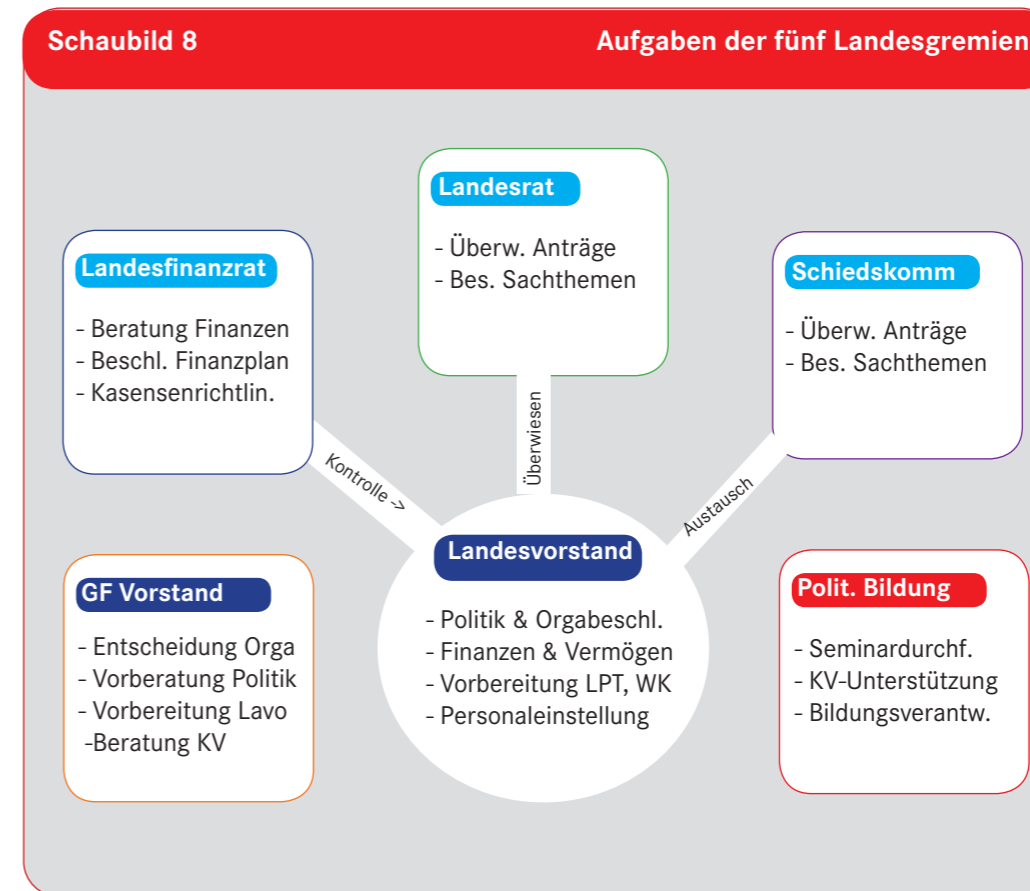 Schaubild 8
Aufgaben der fünf Landesgremien
Landesrat
- Überw. Anträge
- Bes. Sachthemen
Landesfinanzrat
- Beratung Finanzen
- Beschl. Finanzplan
- Kasensenrichtlin.
Schiedskomm
- Überw. Anträge
- Bes. Sachthemen
Kontrolle ->
Überwiesen
Austausch
Landesvorstand
- Politik & Orgabeschl.
- Finanzen & Vermögen
- Vorbereitung LPT, WK
- Personaleinstellung
GF Vorstand
- Entscheidung Orga
- Vorberatung Politik
- Vorbereitung Lavo
-Beratung KV
Polit. Bildung
- Seminardurchf.
- KV-Unterstützung
- Bildungsverantw.